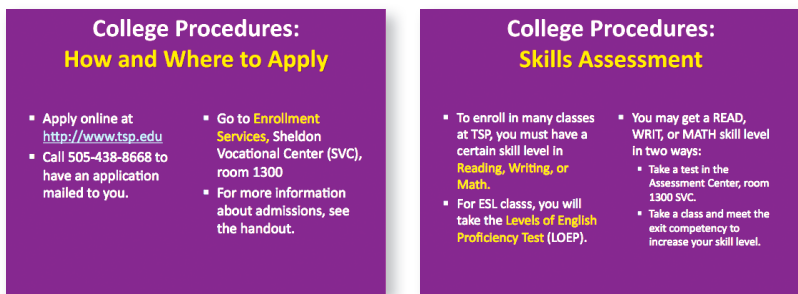 College Procedures:
How and Where to Apply
▪ Apply online at
http://www.tsp.edu
▪ Call 505-438-8668 to
have an application
mailed to you.
▪ Go to Enrollment
Services, Sheldon
Vocational Center (SVC),
room 1300
▪ For more information
about admissions, see
the handout.
College Procedures:
Skills Assessment
▪ To enroll in many classes
at TSP, you must have a
certain skill level in
Reading, Writing, or
Math.
▪ For ESL classs, you will
take the Levels of English
Proficiency Test (LOEP).
▪ You may get a READ,
WRIT, or MATH skill level
in two ways:
▪ Take a test in the
Assessment Center, room
1300 SVC.
▪ Take a class and meet the
exit competency to
increase your skill level.